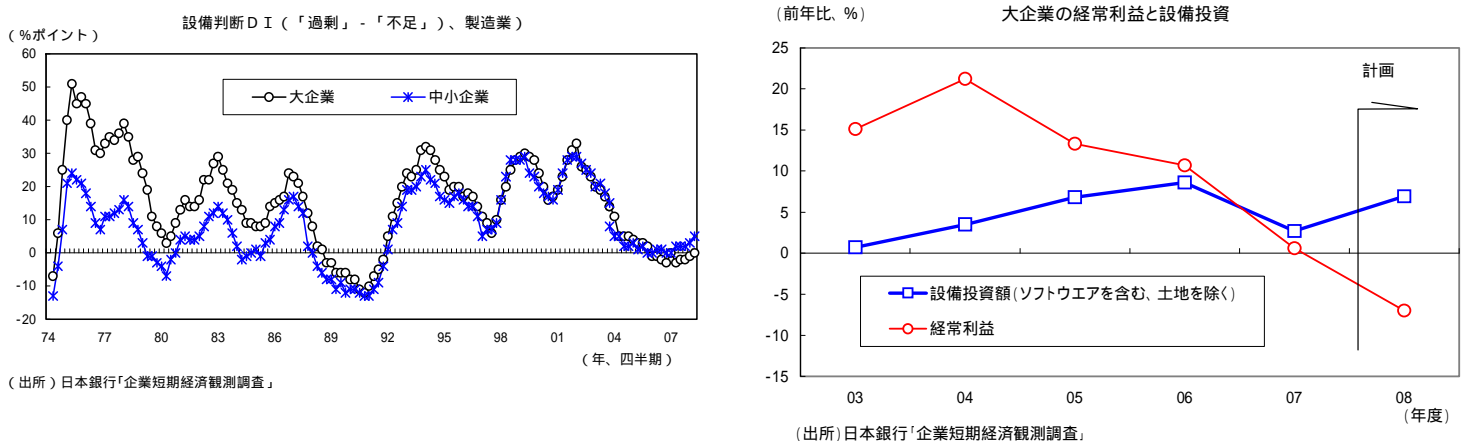 設備判断ＤＩ（「過剰」-「不足」）、製造業）
（％ポイント）
60
50
40
30
20
10
0
-10
-20
大企業
中小企業
74
77
80
83
86
89
92
95
98
01
04
07
（年、四半期）
（出所）日本銀行「企業短期経済観測調査」
大企業の経常利益と設備投資
(前年比、%)
25
20
15
10
5
0
-5
-10
-15
計画
設備投資額(ソフトウエアを含む、土地を除く)
経常利益
03
04
05
06
07
08
(年度)
(出所)日本銀行「企業短期経済観測調査」